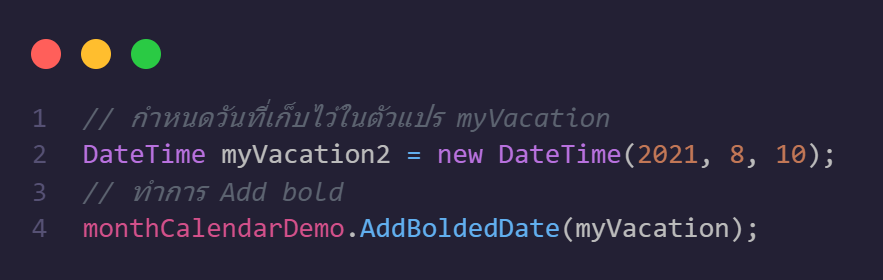 1 // กำหนดวันที่เก็บไว้ในตัวแปร myVacation
2 DateTime myVacation2 = new DateTime(2021, 8, 10);
3 // ทำการ Add bold
4 monthCalendarDemo.AddBoldedDate(myVacation);